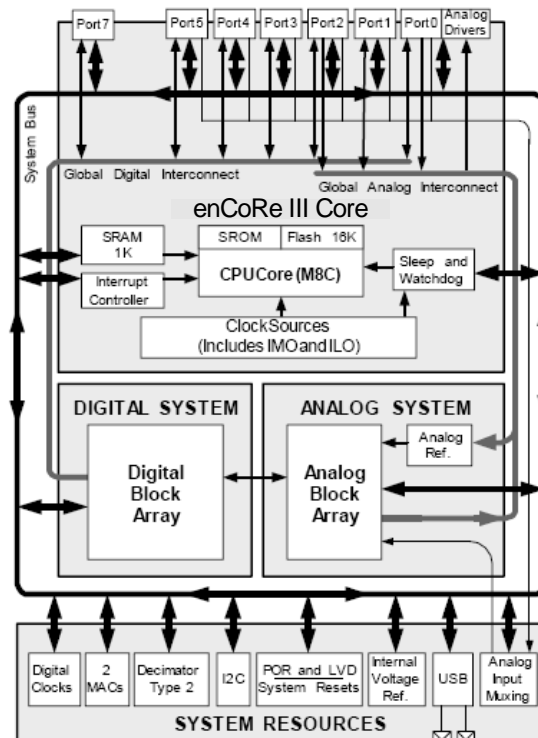 Port7
Port5
Port4
Port3
Port2
Port1
Port0
Analog
Drivers
System Bus
Global Digital Interconnect
Global Analog Interconnect
enCoRe III Core
SRAM
1K
SROM
Flash 16K
CPUCore (M8C)
Sleep and
Watchdog
Interrupt
Controller
ClockSources
(Includes IMO and ILO)
DIGITAL SYSTEM
ANALOG SYSTEM
Digital
Block
Array
Analog
Block
Array
Analog
Ref.
Digital
Clocks
2
MACs
Decimator
Type 2
I2C
POR and LVD
System Resets
Internal
Voltage
Ref.
USB
Analog
Input
Muxing
SYSTEM RESOURCES